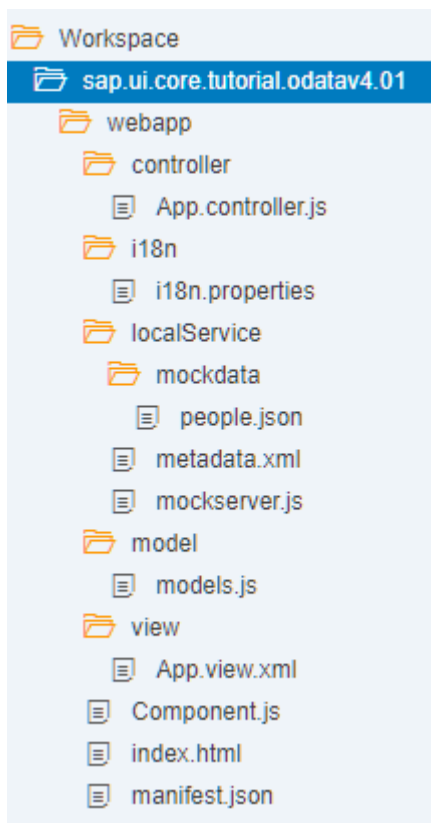 Workspace
sap.ui.core.tutorial.odatav4.01
webapp
controller
App.controller.js
i18n
i18n.properties
localService
mockdata
people.json
metadata.xml
mockserver.js
model
models.js
view
App.view.xml
Component.js
index.html
manifest.json